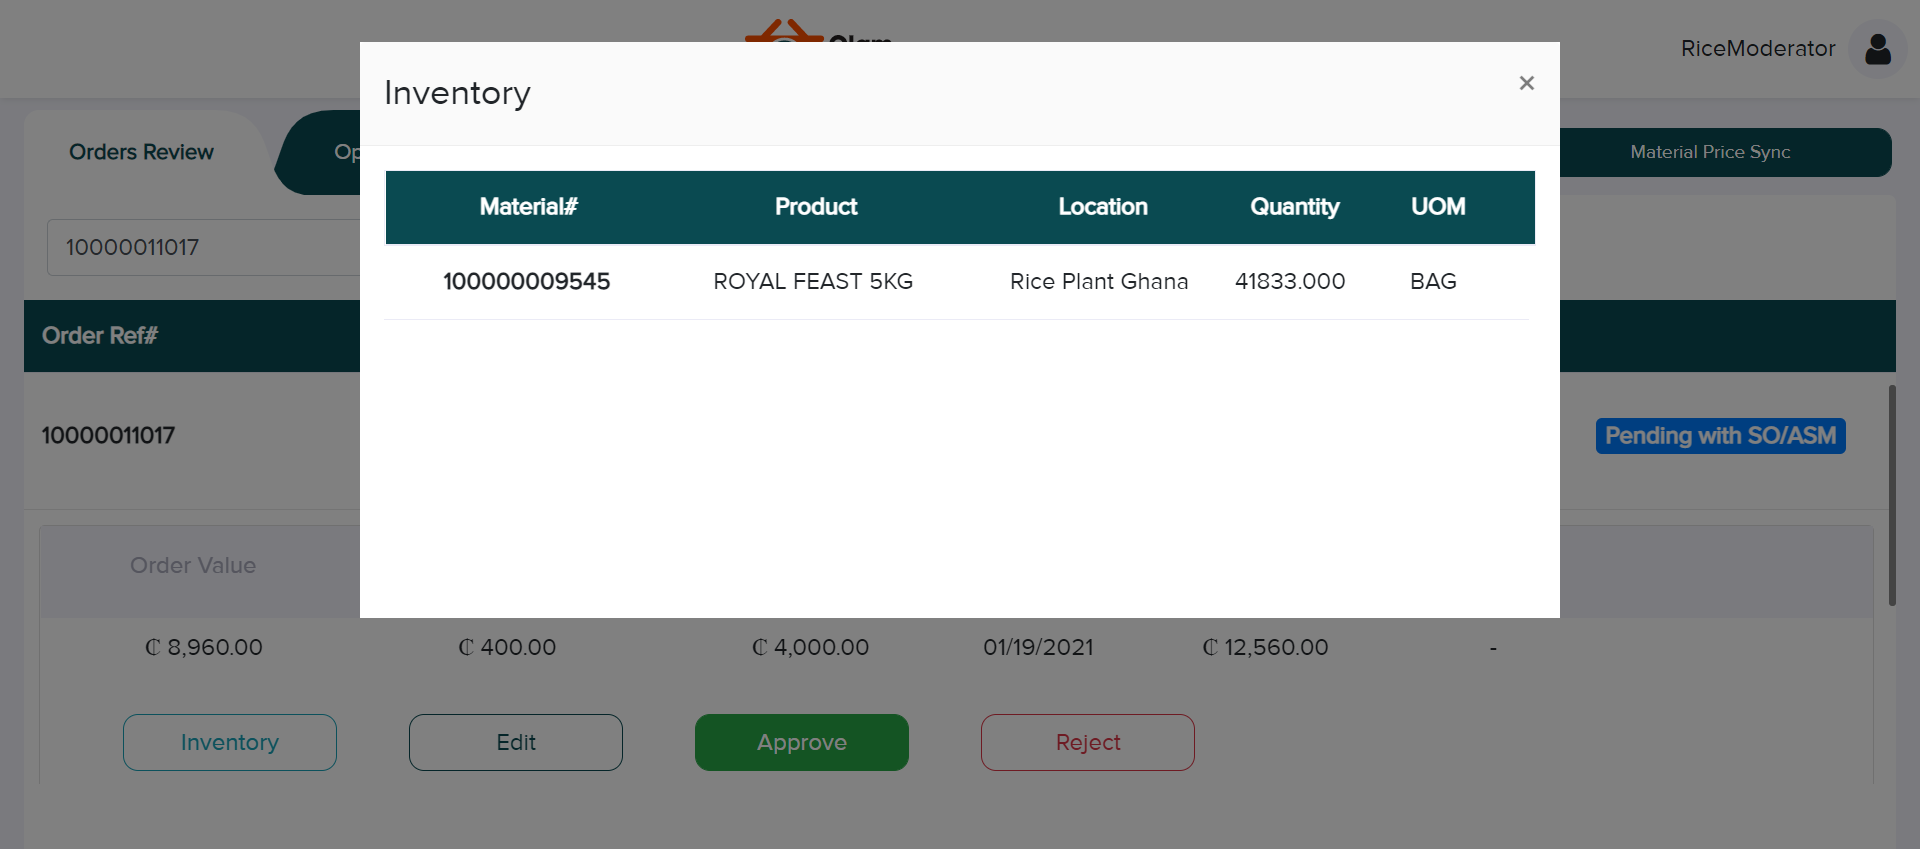 RiceModerator
Inventory
×
Orders Review
Material Price Sync
Material# Product Location Quantity UOM
10000011017
100000009545 ROYAL FEAST 5KG Rice Plant Ghana 41833.000 BAG
Order Ref#
10000011017
Pending with SO/ASM
Order Value
₵ 8,960.00 ₵ 400.00 ₵ 4,000.00 01/19/2021 ₵ 12,560.00 -
Inventory Edit Approve Reject